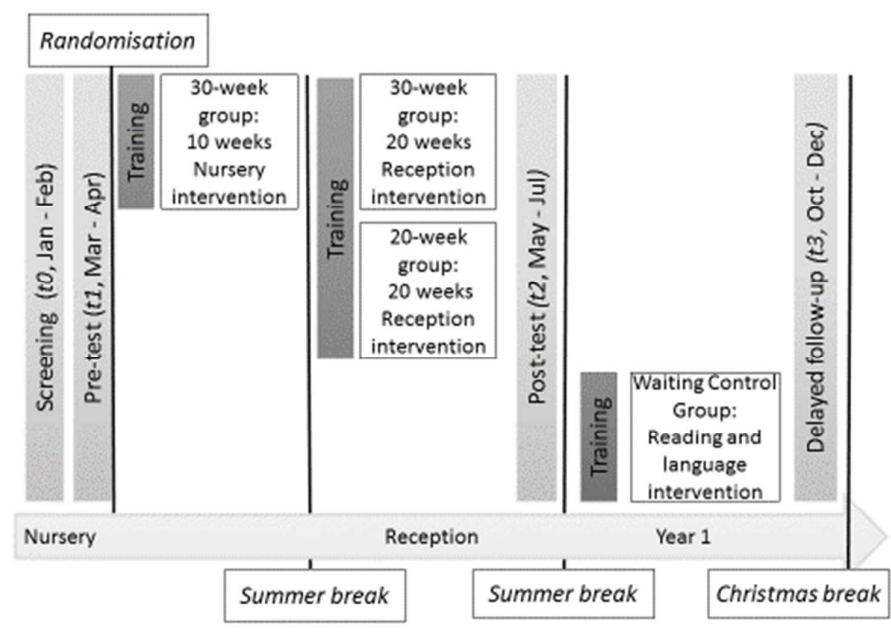 Randomisation
Screening (t0, Jan - Feb)
Pre-test (t1, Mar - Apr)
Training
30-week
group:
10 weeks
Nursery
intervention
Training
30-week
group:
20 weeks
Reception
intervention
20-week
group:
20 weeks
Reception
intervention
Post-test (t2, May - Jul)
Training
Waiting Control
Group:
Reading and
language
intervention
Delayed follow-up (t3, Oct - Dec)
Nursery
Reception
Year 1
Summer break
Summer break
Christmas break